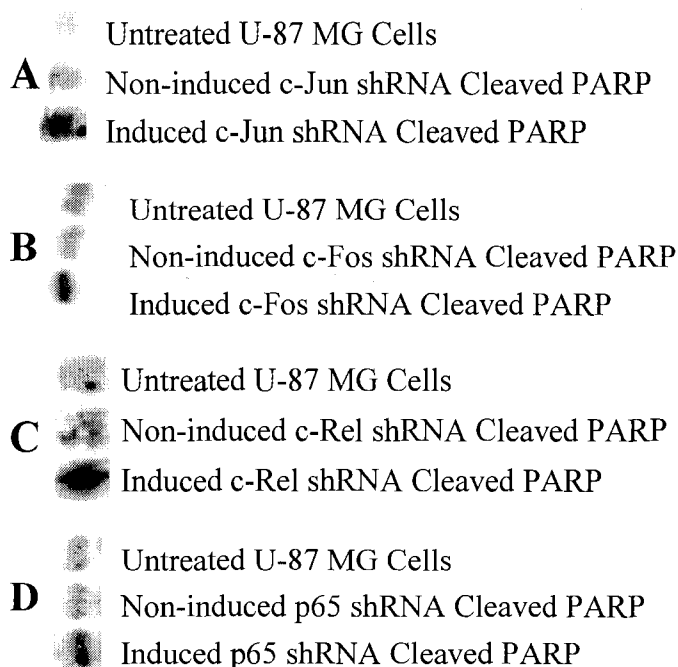 Untreated U-87 MG Cells
A Non-induced c-Jun shRNA Cleaved PARP
Induced c-Jun shRNA Cleaved PARP
Untreated U-87 MG Cells
B Non-induced c-Fos shRNA Cleaved PARP
Induced c-Fos shRNA Cleaved PARP
Untreated U-87 MG Cells
C Non-induced c-Rel shRNA Cleaved PARP
Induced c-Rel shRNA Cleaved PARP
Untreated U-87 MG Cells
D Non-induced p65 shRNA Cleaved PARP
Induced p65 shRNA Cleaved PARP